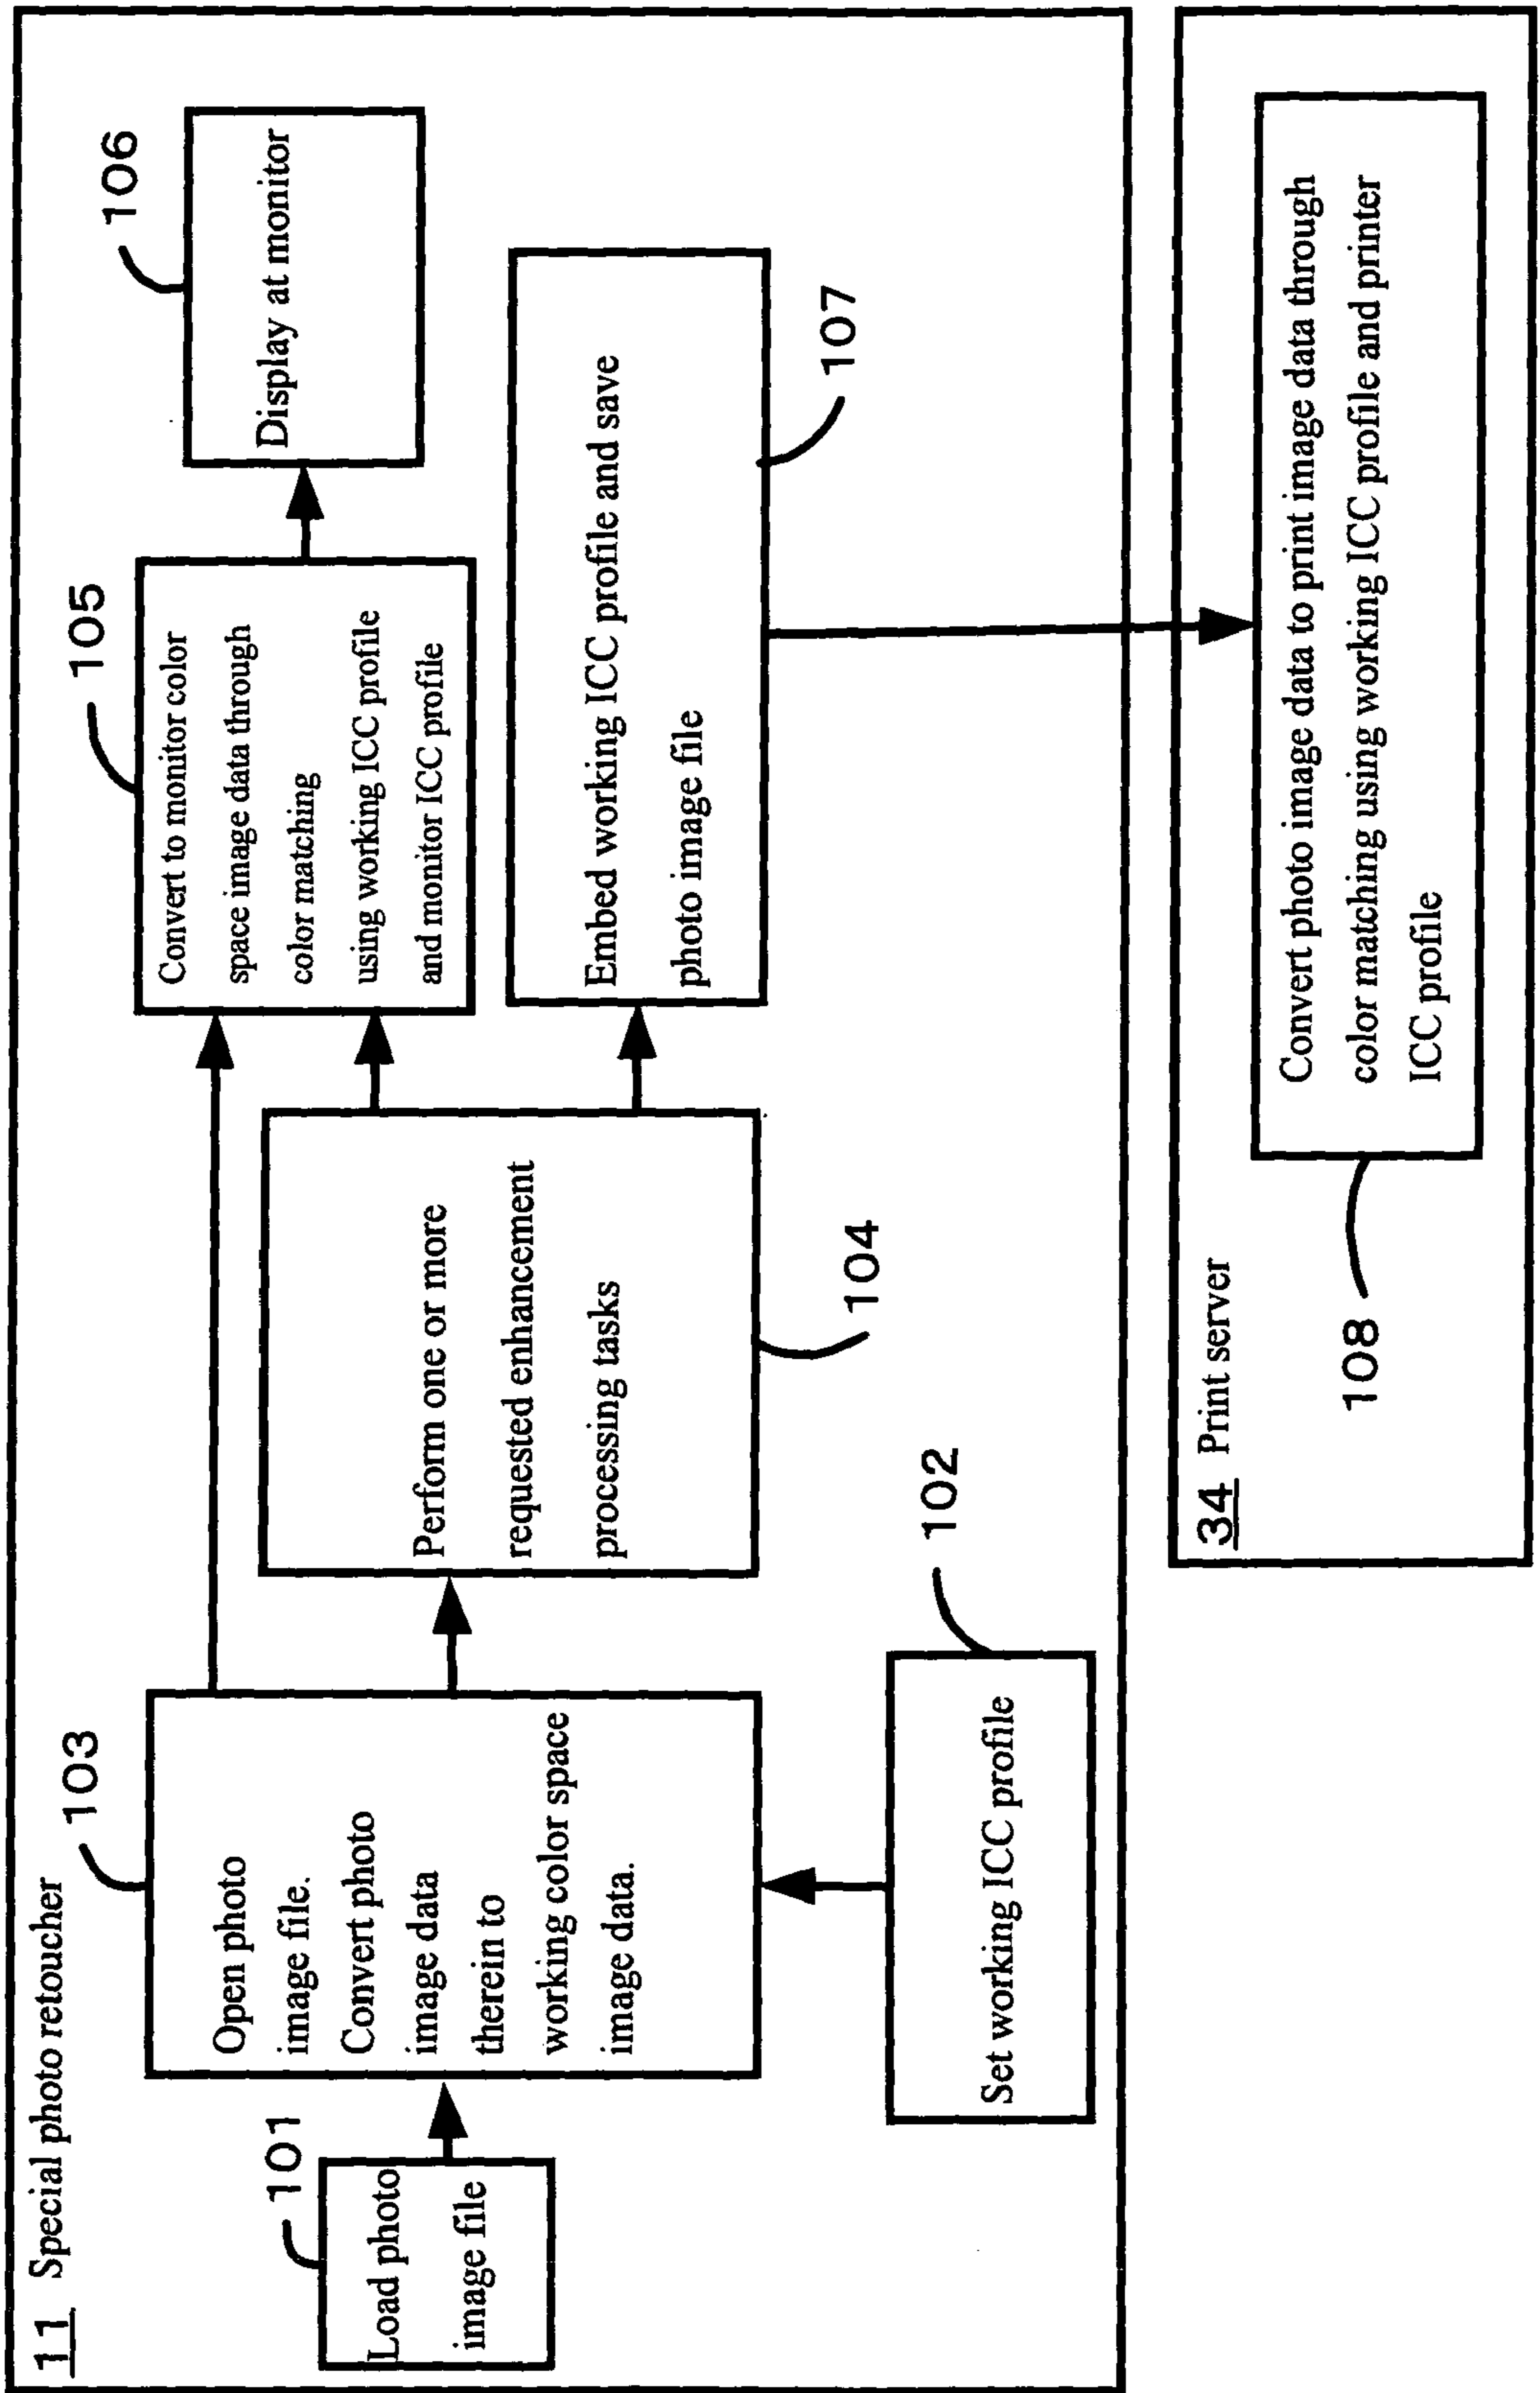 11 Special photo retoucher
101
Load photo
image file
103
Open photo
image file.
Convert photo
image data
therein to
working color space
image data.
102
Set working ICC profile
Perform one or more
requested enhancement
processing tasks
104
105
Convert to monitor color
space image data through
color matching
using working ICC profile
and monitor ICC profile
106
Display at monitor
Embed working ICC profile and save
photo image file
107
34 Print server
108
Convert photo image data to print image data through
color matching using working ICC profile and printer
ICC profile